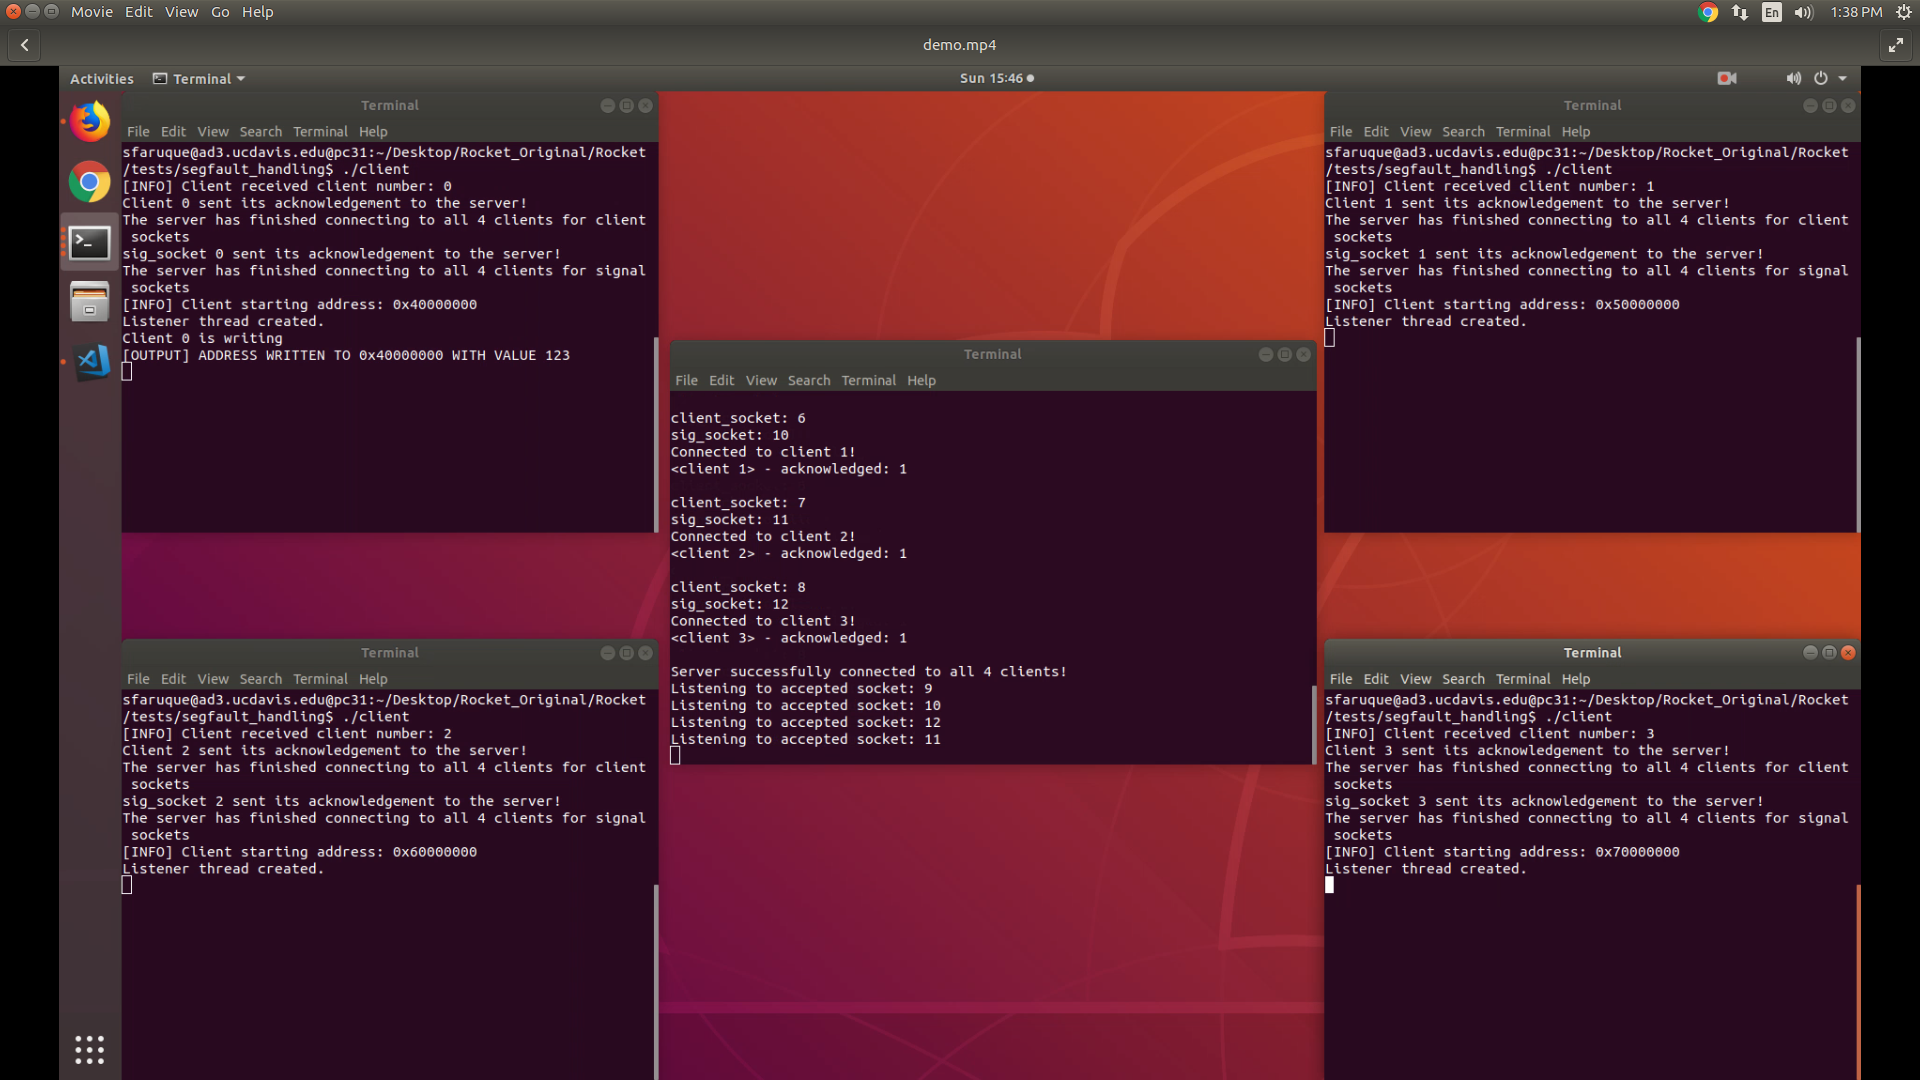 Movie Edit View Go Help
En 1:38 PM
demo.mp4
Activities Terminal
Sun 15:46
Terminal
File Edit View Search Terminal Help
sfaruque@ad3.ucdavis.edu@pc31:~/Desktop/Rocket_Original/Rocket
/tests/segfault_handling$ ./client
[INFO] Client received client number: 0
Client 0 sent its acknowledgement to the server!
The server has finished connecting to all 4 clients for client
sockets
sig_socket 0 sent its acknowledgement to the server!
The server has finished connecting to all 4 clients for signal
sockets
[INFO] Client starting address: 0x40000000
Listener thread created.
Client 0 is writing
[OUTPUT] ADDRESS WRITTEN TO 0x40000000 WITH VALUE 123
Terminal
File Edit View Search Terminal Help
sfaruque@ad3.ucdavis.edu@pc31:~/Desktop/Rocket_Original/Rocket
/tests/segfault_handling$ ./client
[INFO] Client received client number: 1
Client 1 sent its acknowledgement to the server!
The server has finished connecting to all 4 clients for client
sockets
sig_socket 1 sent its acknowledgement to the server!
The server has finished connecting to all 4 clients for signal
sockets
[INFO] Client starting address: 0x50000000
Listener thread created.
Terminal
File Edit View Search Terminal Help
client_socket: 6
sig_socket: 10
Connected to client 1!
<client 1> - acknowledged: 1
client_socket: 7
sig_socket: 11
Connected to client 2!
<client 2> - acknowledged: 1
client_socket: 8
sig_socket: 12
Connected to client 3!
<client 3> - acknowledged: 1
Server successfully connected to all 4 clients!
Listening to accepted socket: 9
Listening to accepted socket: 10
Listening to accepted socket: 12
Listening to accepted socket: 11
Terminal
File Edit View Search Terminal Help
sfaruque@ad3.ucdavis.edu@pc31:~/Desktop/Rocket_Original/Rocket
/tests/segfault_handling$ ./client
[INFO] Client received client number: 2
Client 2 sent its acknowledgement to the server!
The server has finished connecting to all 4 clients for client
sockets
sig_socket 2 sent its acknowledgement to the server!
The server has finished connecting to all 4 clients for signal
sockets
[INFO] Client starting address: 0x60000000
Listener thread created.
Terminal
File Edit View Search Terminal Help
sfaruque@ad3.ucdavis.edu@pc31:~/Desktop/Rocket_Original/Rocket
/tests/segfault_handling$ ./client
[INFO] Client received client number: 3
Client 3 sent its acknowledgement to the server!
The server has finished connecting to all 4 clients for client
sockets
sig_socket 3 sent its acknowledgement to the server!
The server has finished connecting to all 4 clients for signal
sockets
[INFO] Client starting address: 0x70000000
Listener thread created.